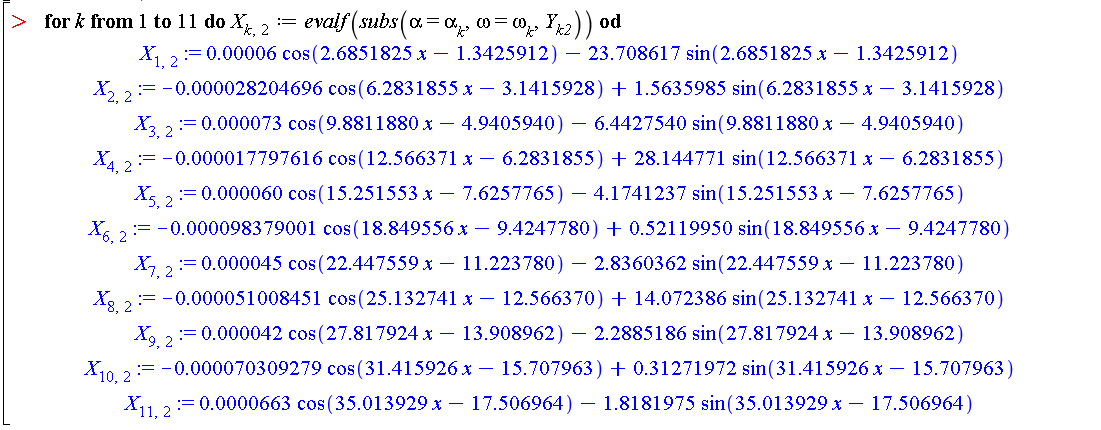 > for k from 1 to 11 do X_{k, 2} := evalf(subs(α = α_k, ω = ω_k, Y_{k2})) od
X_{1, 2} := 0.00006 cos(2.6851825 x − 1.3425912) − 23.708617 sin(2.6851825 x − 1.3425912)
X_{2, 2} := −0.000028204696 cos(6.2831855 x − 3.1415928) + 1.5635985 sin(6.2831855 x − 3.1415928)
X_{3, 2} := 0.000073 cos(9.8811880 x − 4.9405940) − 6.4427540 sin(9.8811880 x − 4.9405940)
X_{4, 2} := −0.000017797616 cos(12.566371 x − 6.2831855) + 28.144771 sin(12.566371 x − 6.2831855)
X_{5, 2} := 0.000060 cos(15.251553 x − 7.6257765) − 4.1741237 sin(15.251553 x − 7.6257765)
X_{6, 2} := −0.000098379001 cos(18.849556 x − 9.4247780) + 0.52119950 sin(18.849556 x − 9.4247780)
X_{7, 2} := 0.000045 cos(22.447559 x − 11.223780) − 2.8360362 sin(22.447559 x − 11.223780)
X_{8, 2} := −0.000051008451 cos(25.132741 x − 12.566370) + 14.072386 sin(25.132741 x − 12.566370)
X_{9, 2} := 0.000042 cos(27.817924 x − 13.908962) − 2.2885186 sin(27.817924 x − 13.908962)
X_{10, 2} := −0.000070309279 cos(31.415926 x − 15.707963) + 0.31271972 sin(31.415926 x − 15.707963)
X_{11, 2} := 0.0000663 cos(35.013929 x − 17.506964) − 1.8181975 sin(35.013929 x − 17.506964)